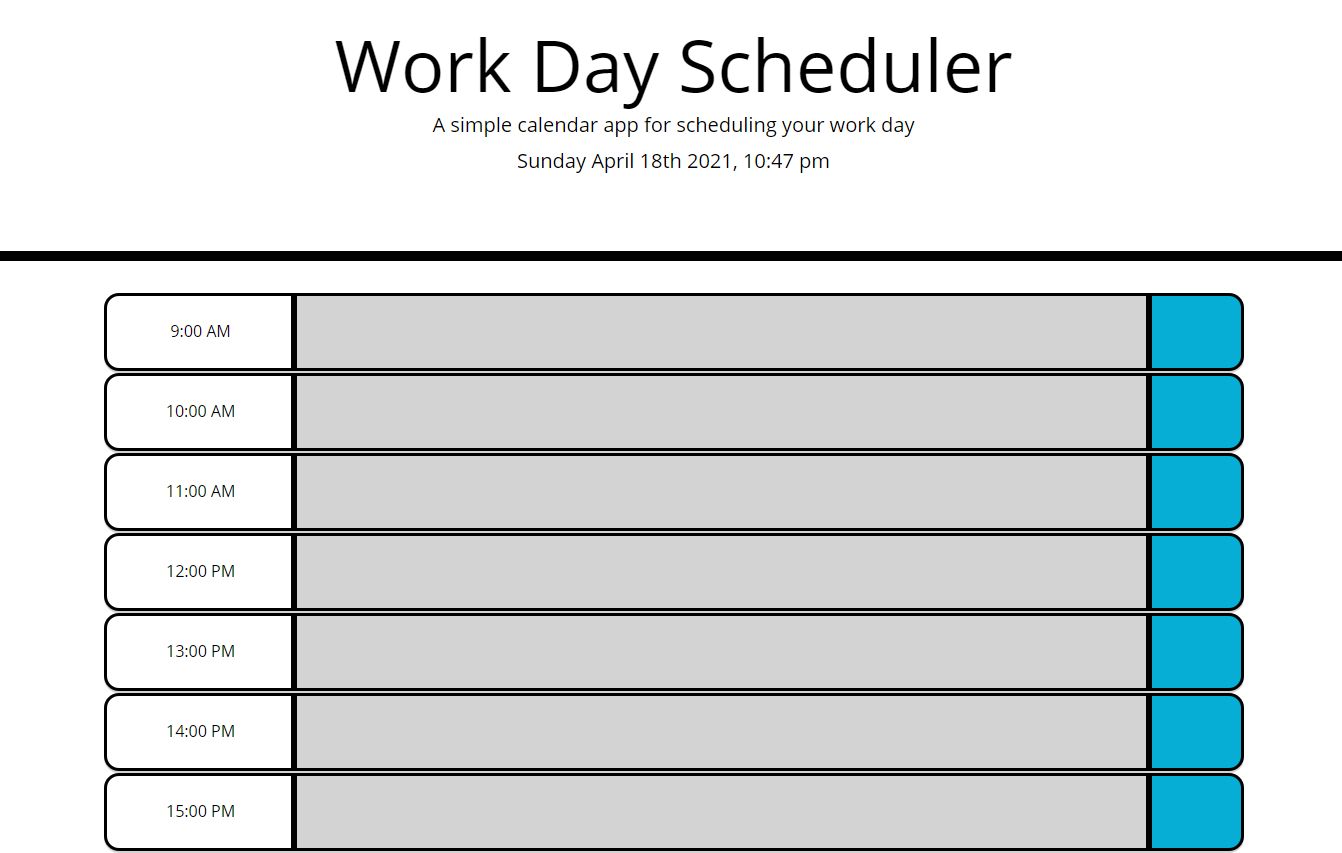 Work Day Scheduler
A simple calendar app for scheduling your work day
Sunday April 18th 2021, 10:47 pm
9:00 AM
10:00 AM
11:00 AM
12:00 PM
13:00 PM
14:00 PM
15:00 PM